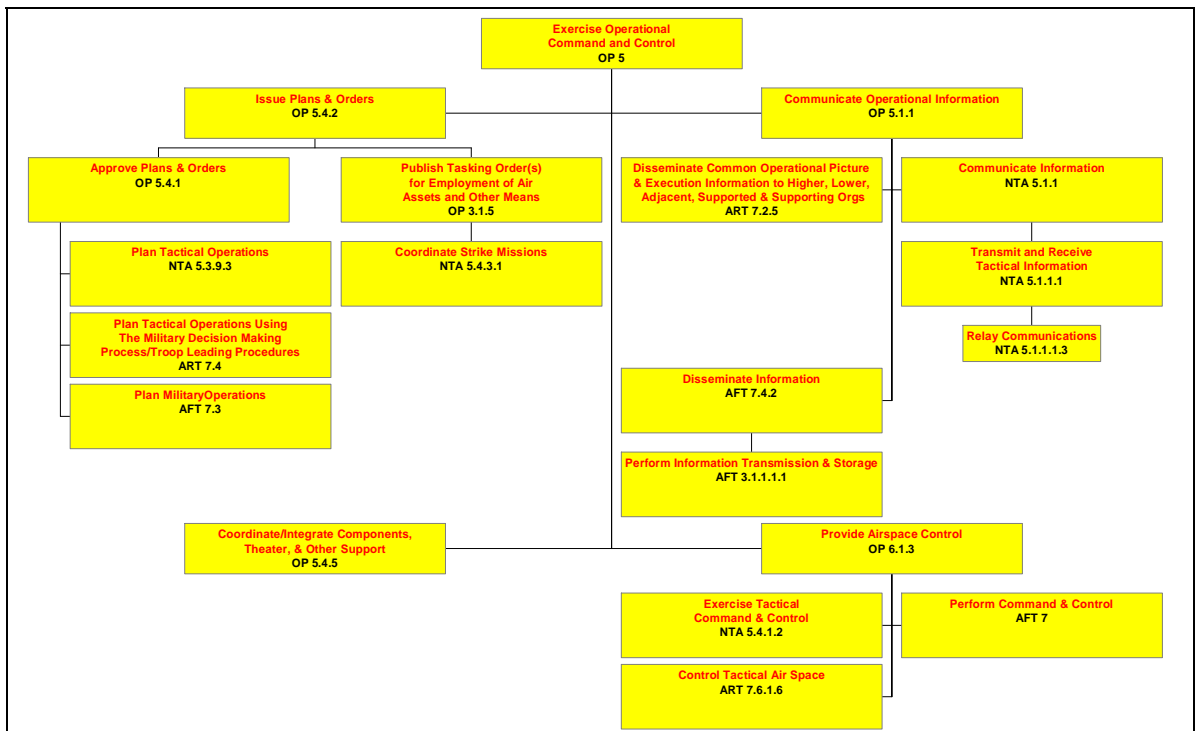 Exercise Operational
Command and Control
OP 5
Issue Plans & Orders
OP 5.4.2
Communicate Operational Information
OP 5.1.1
Approve Plans & Orders
OP 5.4.1
Publish Tasking Order(s)
for Employment of Air
Assets and Other Means
OP 3.1.5
Disseminate Common Operational Picture
& Execution Information to Higher, Lower,
Adjacent, Supported & Supporting Orgs
ART 7.2.5
Communicate Information
NTA 5.1.1
Plan Tactical Operations
NTA 5.3.9.3
Coordinate Strike Missions
NTA 5.4.3.1
Transmit and Receive
Tactical Information
NTA 5.1.1.1
Plan Tactical Operations Using
The Military Decision Making
Process/Troop Leading Procedures
ART 7.4
Relay Communications
NTA 5.1.1.1.3
Plan MilitaryOperations
AFT 7.3
Disseminate Information
AFT 7.4.2
Perform Information Transmission & Storage
AFT 3.1.1.1.1
Coordinate/Integrate Components,
Theater, & Other Support
OP 5.4.5
Provide Airspace Control
OP 6.1.3
Exercise Tactical
Command & Control
NTA 5.4.1.2
Perform Command & Control
AFT 7
Control Tactical Air Space
ART 7.6.1.6